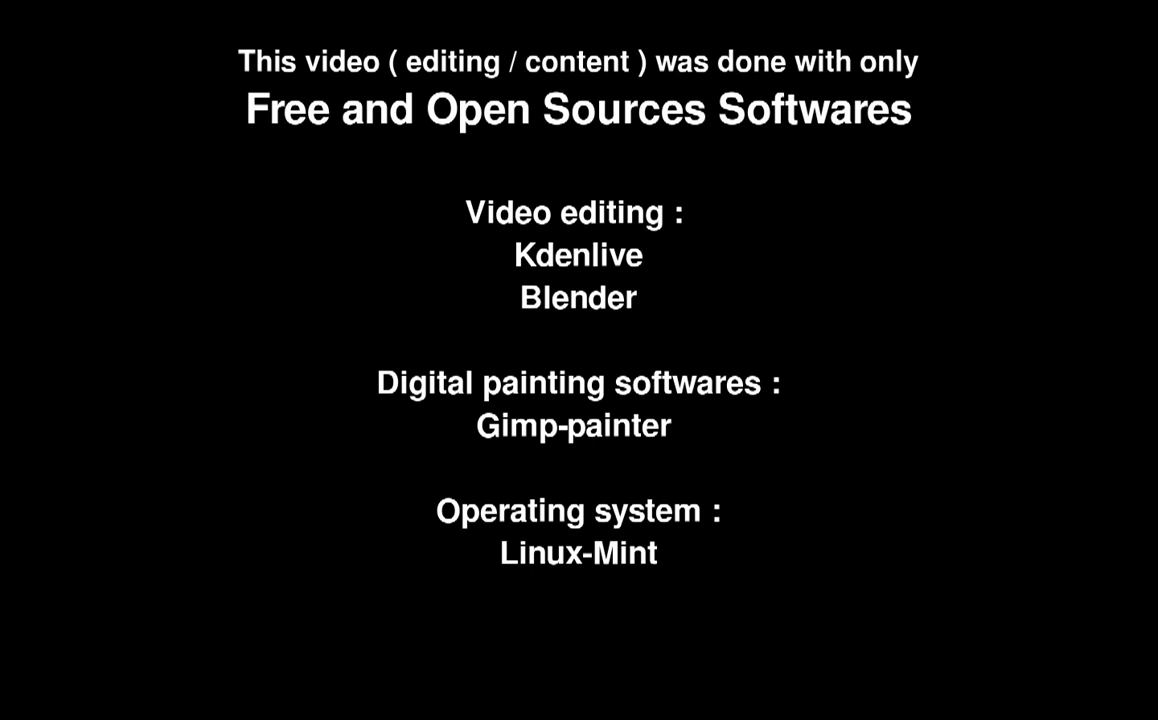 This video ( editing / content ) was done with only
Free and Open Sources Softwares
Video editing :
Kdenlive
Blender
Digital painting softwares :
Gimp-painter
Operating system :
Linux-Mint